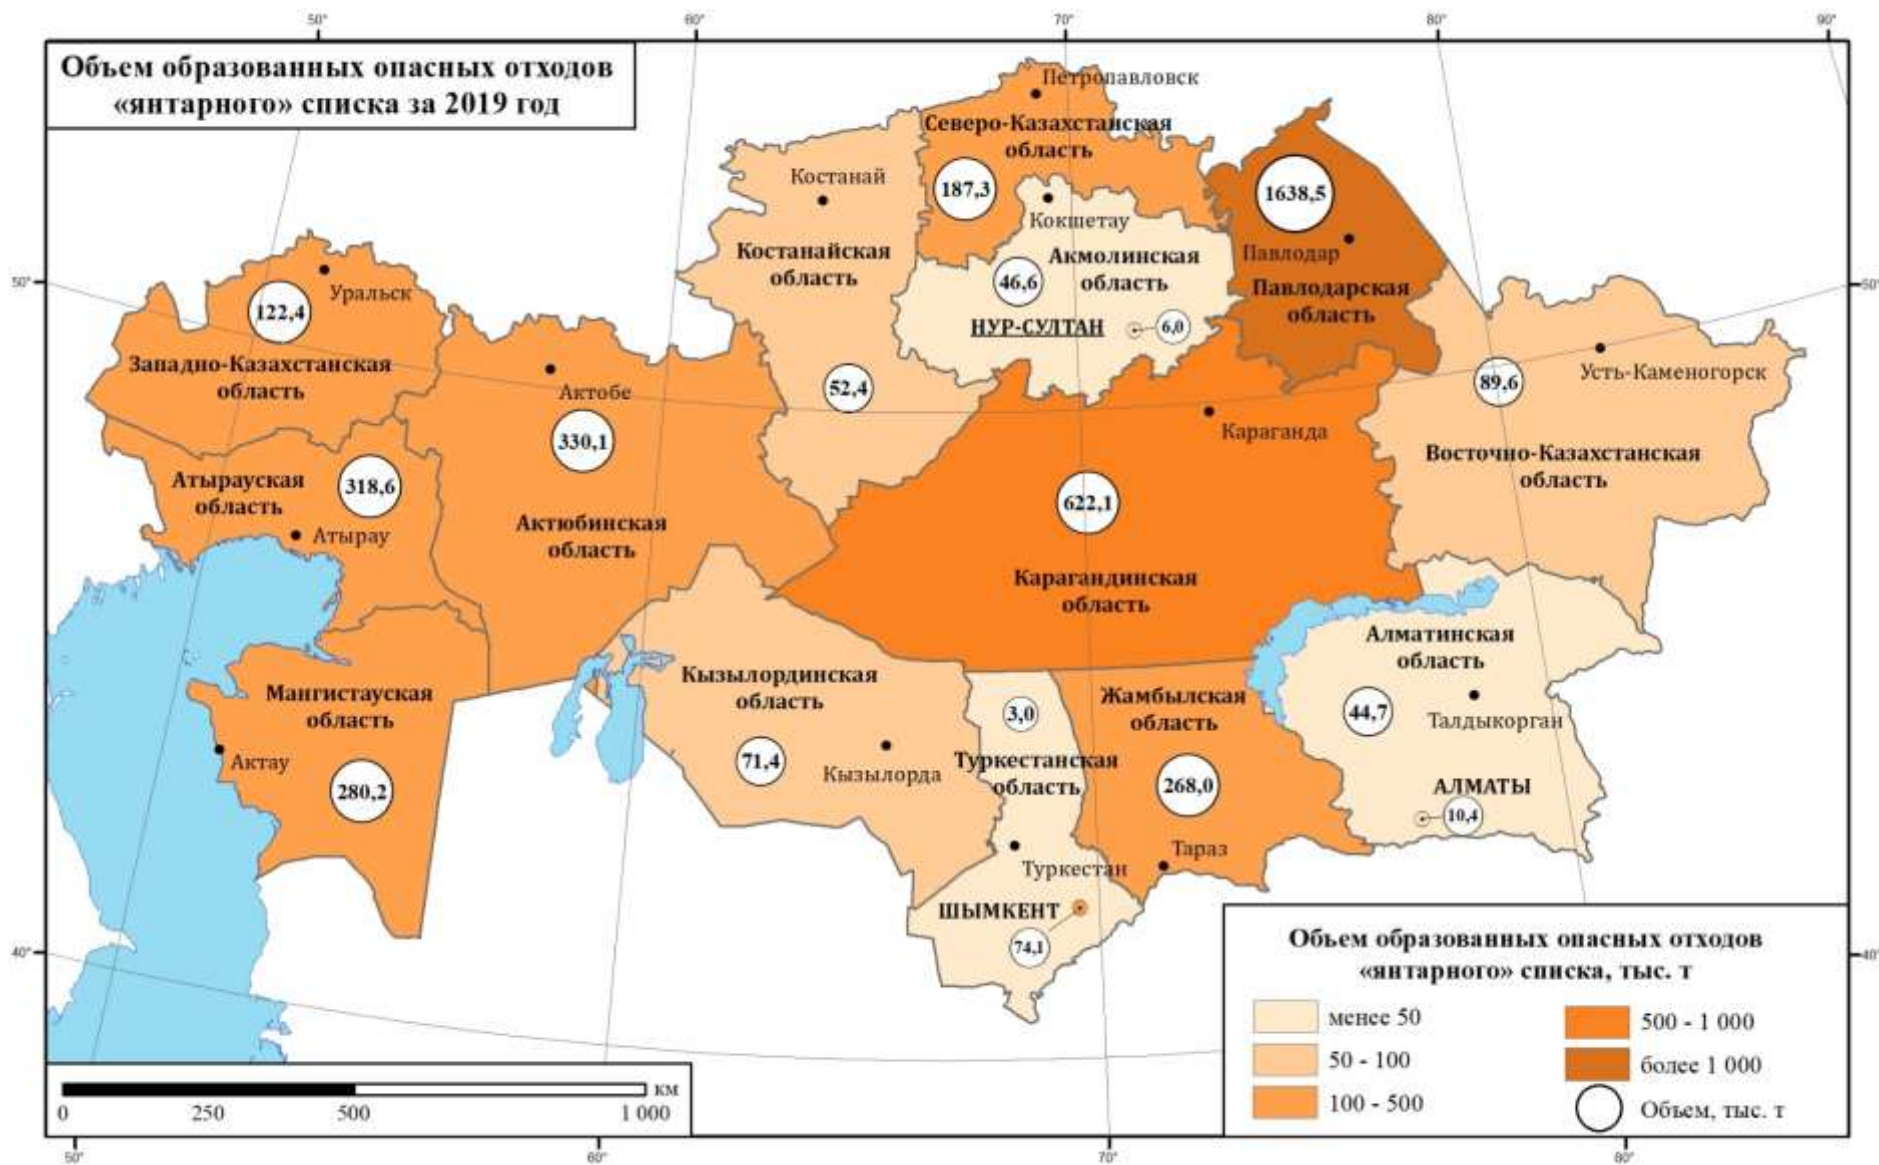 50°
60°
70°
80°
90°
Объем образованных опасных отходов
«янтарного» списка за 2019 год
Петропавловск
Северо-Казахстанская
область
187,3
Костанай
Костанайская
область
52,4
Кокшетау
Акмолинская
область
46,6
НУР-СУЛТАН
6,0
1638,5
Павлодар
Павлодарская
область
50°
50°
Уральск
122,4
Западно-Казахстанская
область
Актобе
330,1
Актюбинская
область
Атырауская
область
318,6
Атырау
Караганда
622,1
Карагандинская
область
89,6
Усть-Каменогорск
Восточно-Казахстанская
область
Мангистауская
область
Актау
280,2
Кызылординская
область
71,4
Кызылорда
3,0
Туркестанская
область
Туркестан
ШЫМКЕНТ
74,1
Жамбылская
область
268,0
Тараз
Алматинская
область
44,7
Талдыкорган
АЛМАТЫ
10,4
40°
40°
Объем образованных опасных отходов
«янтарного» списка, тыс. т
менее 50
50 - 100
100 - 500
500 - 1 000
более 1 000
Объем, тыс. т
км
0
250
500
1 000
50°
60°
70°
80°